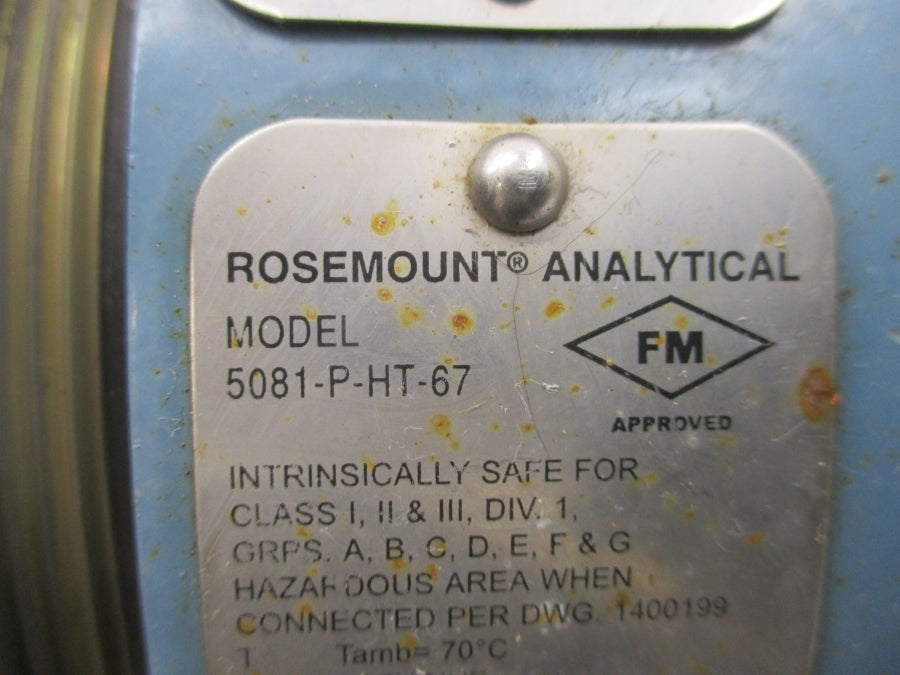 ROSEMOUNT® ANALYTICAL
MODEL
5081-P-HT-67
FM
APPROVED
INTRINSICALLY SAFE FOR
CLASS I, II & III, DIV. 1,
GRPS. A, B, C, D, E, F & G
HAZARDOUS AREA WHEN
CONNECTED PER DWG. 1400199
Tamb= 70°C